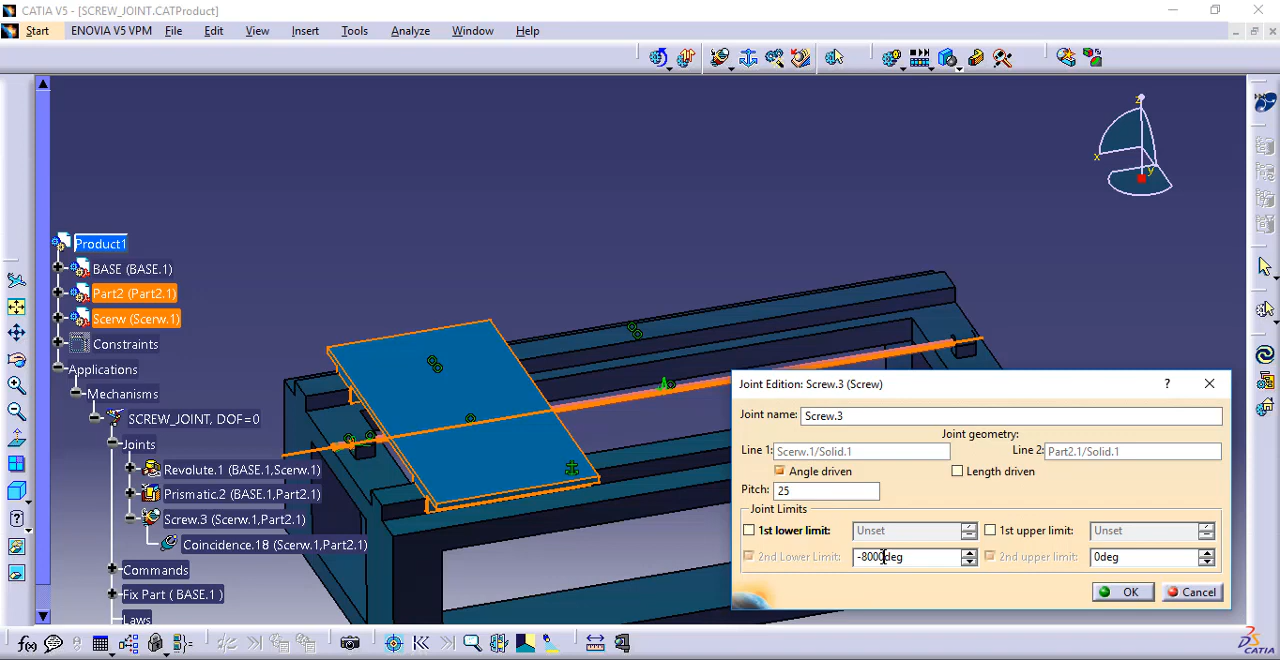 CATIA V5 - [SCREW_JOINT.CATProduct]
Start ENOVIA V5 VPM File Edit View Insert Tools Analyze Window Help
z
x
y
Product1
BASE (BASE.1)
Part2 (Part2.1)
Scerw (Scerw.1)
Constraints
Applications
Mechanisms
SCREW_JOINT, DOF=0
Joints
Revolute.1 (BASE.1,Scerw.1)
Prismatic.2 (BASE.1,Part2.1)
Screw.3 (Scerw.1,Part2.1)
Coincidence.18 (Scerw.1,Part2.1)
Commands
Fix Part ( BASE.1 )
Laws
Joint Edition: Screw.3 (Screw)
?
Joint name: Screw.3
Joint geometry:
Line 1: Scerw.1/Solid.1 Line 2: Part2.1/Solid.1
Angle driven Length driven
Pitch: 25
Joint Limits
1st lower limit: Unset 1st upper limit: Unset
2nd Lower Limit: -8000deg 2nd upper limit: 0deg
OK Cancel
f(x)
CATIA